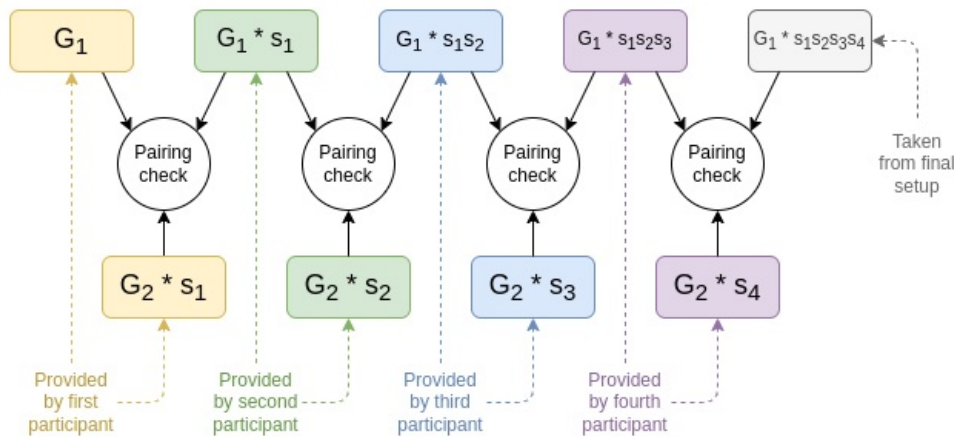 G₁
G₁ * s₁
G₁ * s₁s₂
G₁ * s₁s₂s₃
G₁ * s₁s₂s₃s₄
Pairing
check
Pairing
check
Pairing
check
Pairing
check
Taken
from final
setup
G₂ * s₁
G₂ * s₂
G₂ * s₃
G₂ * s₄
Provided
by first
participant
Provided
by second
participant
Provided
by third
participant
Provided
by fourth
participant